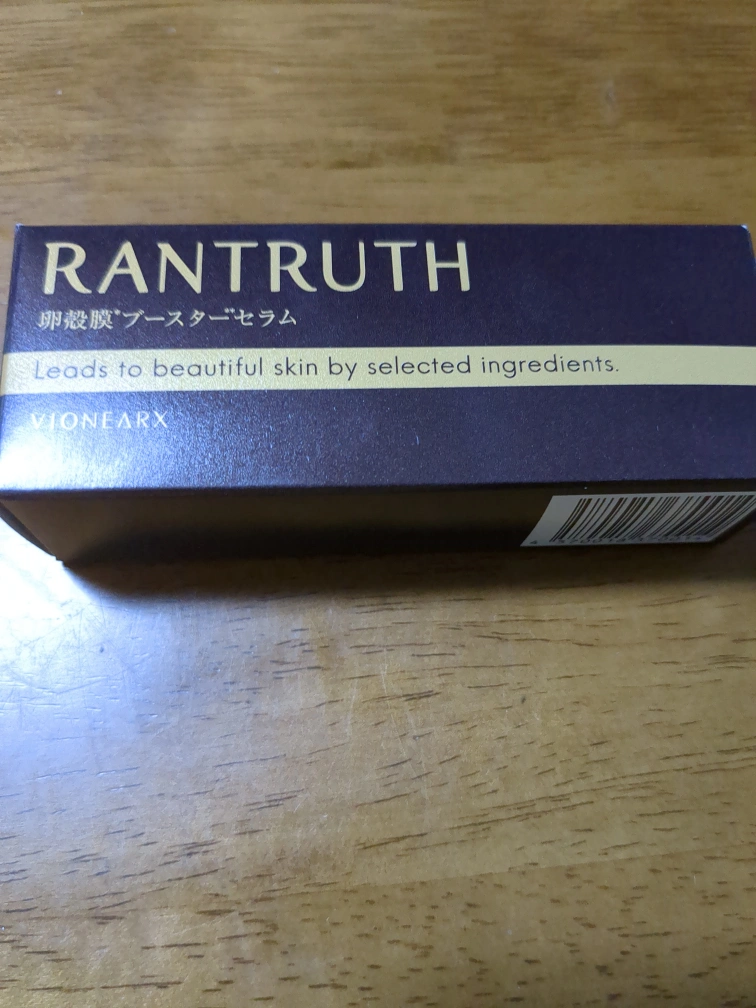 RANTRUTH
卵殻膜*ブースター**セラム
Leads to beautiful skin by selected ingredients.
VIONEARX